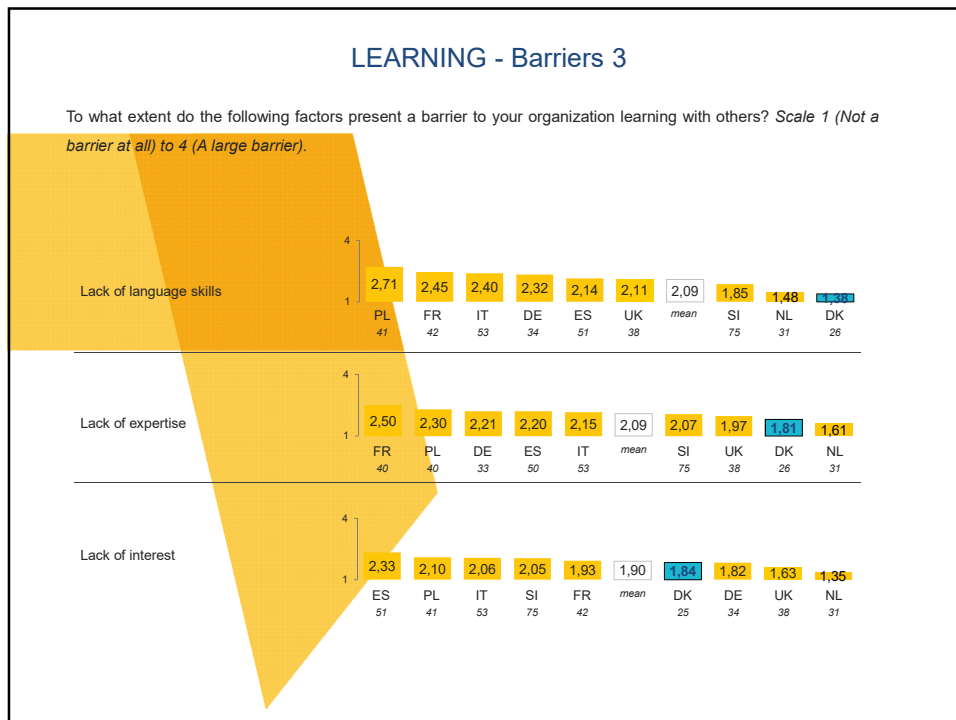 LEARNING - Barriers 3
To what extent do the following factors present a barrier to your organization learning with others? Scale 1 (Not a
barrier at all) to 4 (A large barrier).
4
Lack of language skills
2,71 2,45 2,40 2,32 2,14 2,11 2,09 1,85 1,48 1,38
1
PL FR IT DE ES UK mean SI NL DK
41 42 53 34 51 38 75 31 26
4
Lack of expertise
2,50 2,30 2,21 2,20 2,15 2,09 2,07 1,97 1,81 1,61
1
FR PL DE ES IT mean SI UK DK NL
40 40 33 50 53 75 38 26 31
4
Lack of interest
2,33 2,10 2,06 2,05 1,93 1,90 1,84 1,82 1,63 1,35
1
ES PL IT SI FR mean DK DE UK NL
51 41 53 75 42 25 34 38 31